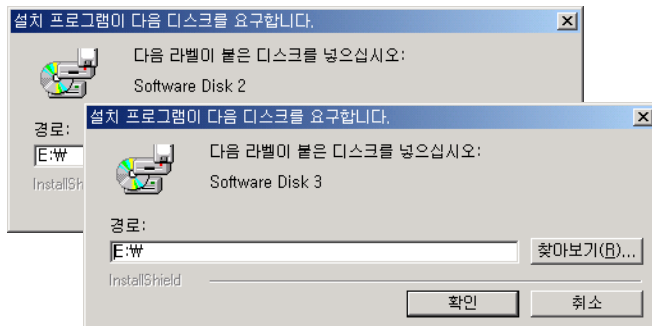 설치 프로그램이 다음 디스크를 요구합니다.
다음 라벨이 붙은 디스크를 넣으십시오:
Software Disk 2
경로:
E:₩
InstallSh
설치 프로그램이 다음 디스크를 요구합니다.
다음 라벨이 붙은 디스크를 넣으십시오:
Software Disk 3
경로:
E:₩
찾아보기(R)...
InstallShield
확인
취소